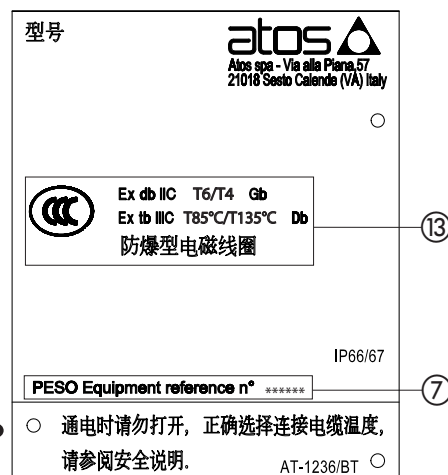 型号
atos
Atos spa - Via alla Piana,57
21018 Sesto Calende (VA) Italy
CCC
Ex db IIC T6/T4 Gb
Ex tb IIIC T85°C/T135°C Db
防爆型电磁线圈
⑬
IP66/67
PESO Equipment reference n° ******
⑦
通电时请勿打开，正确选择连接电缆温度,
请参阅安全说明.
AT-1236/BT